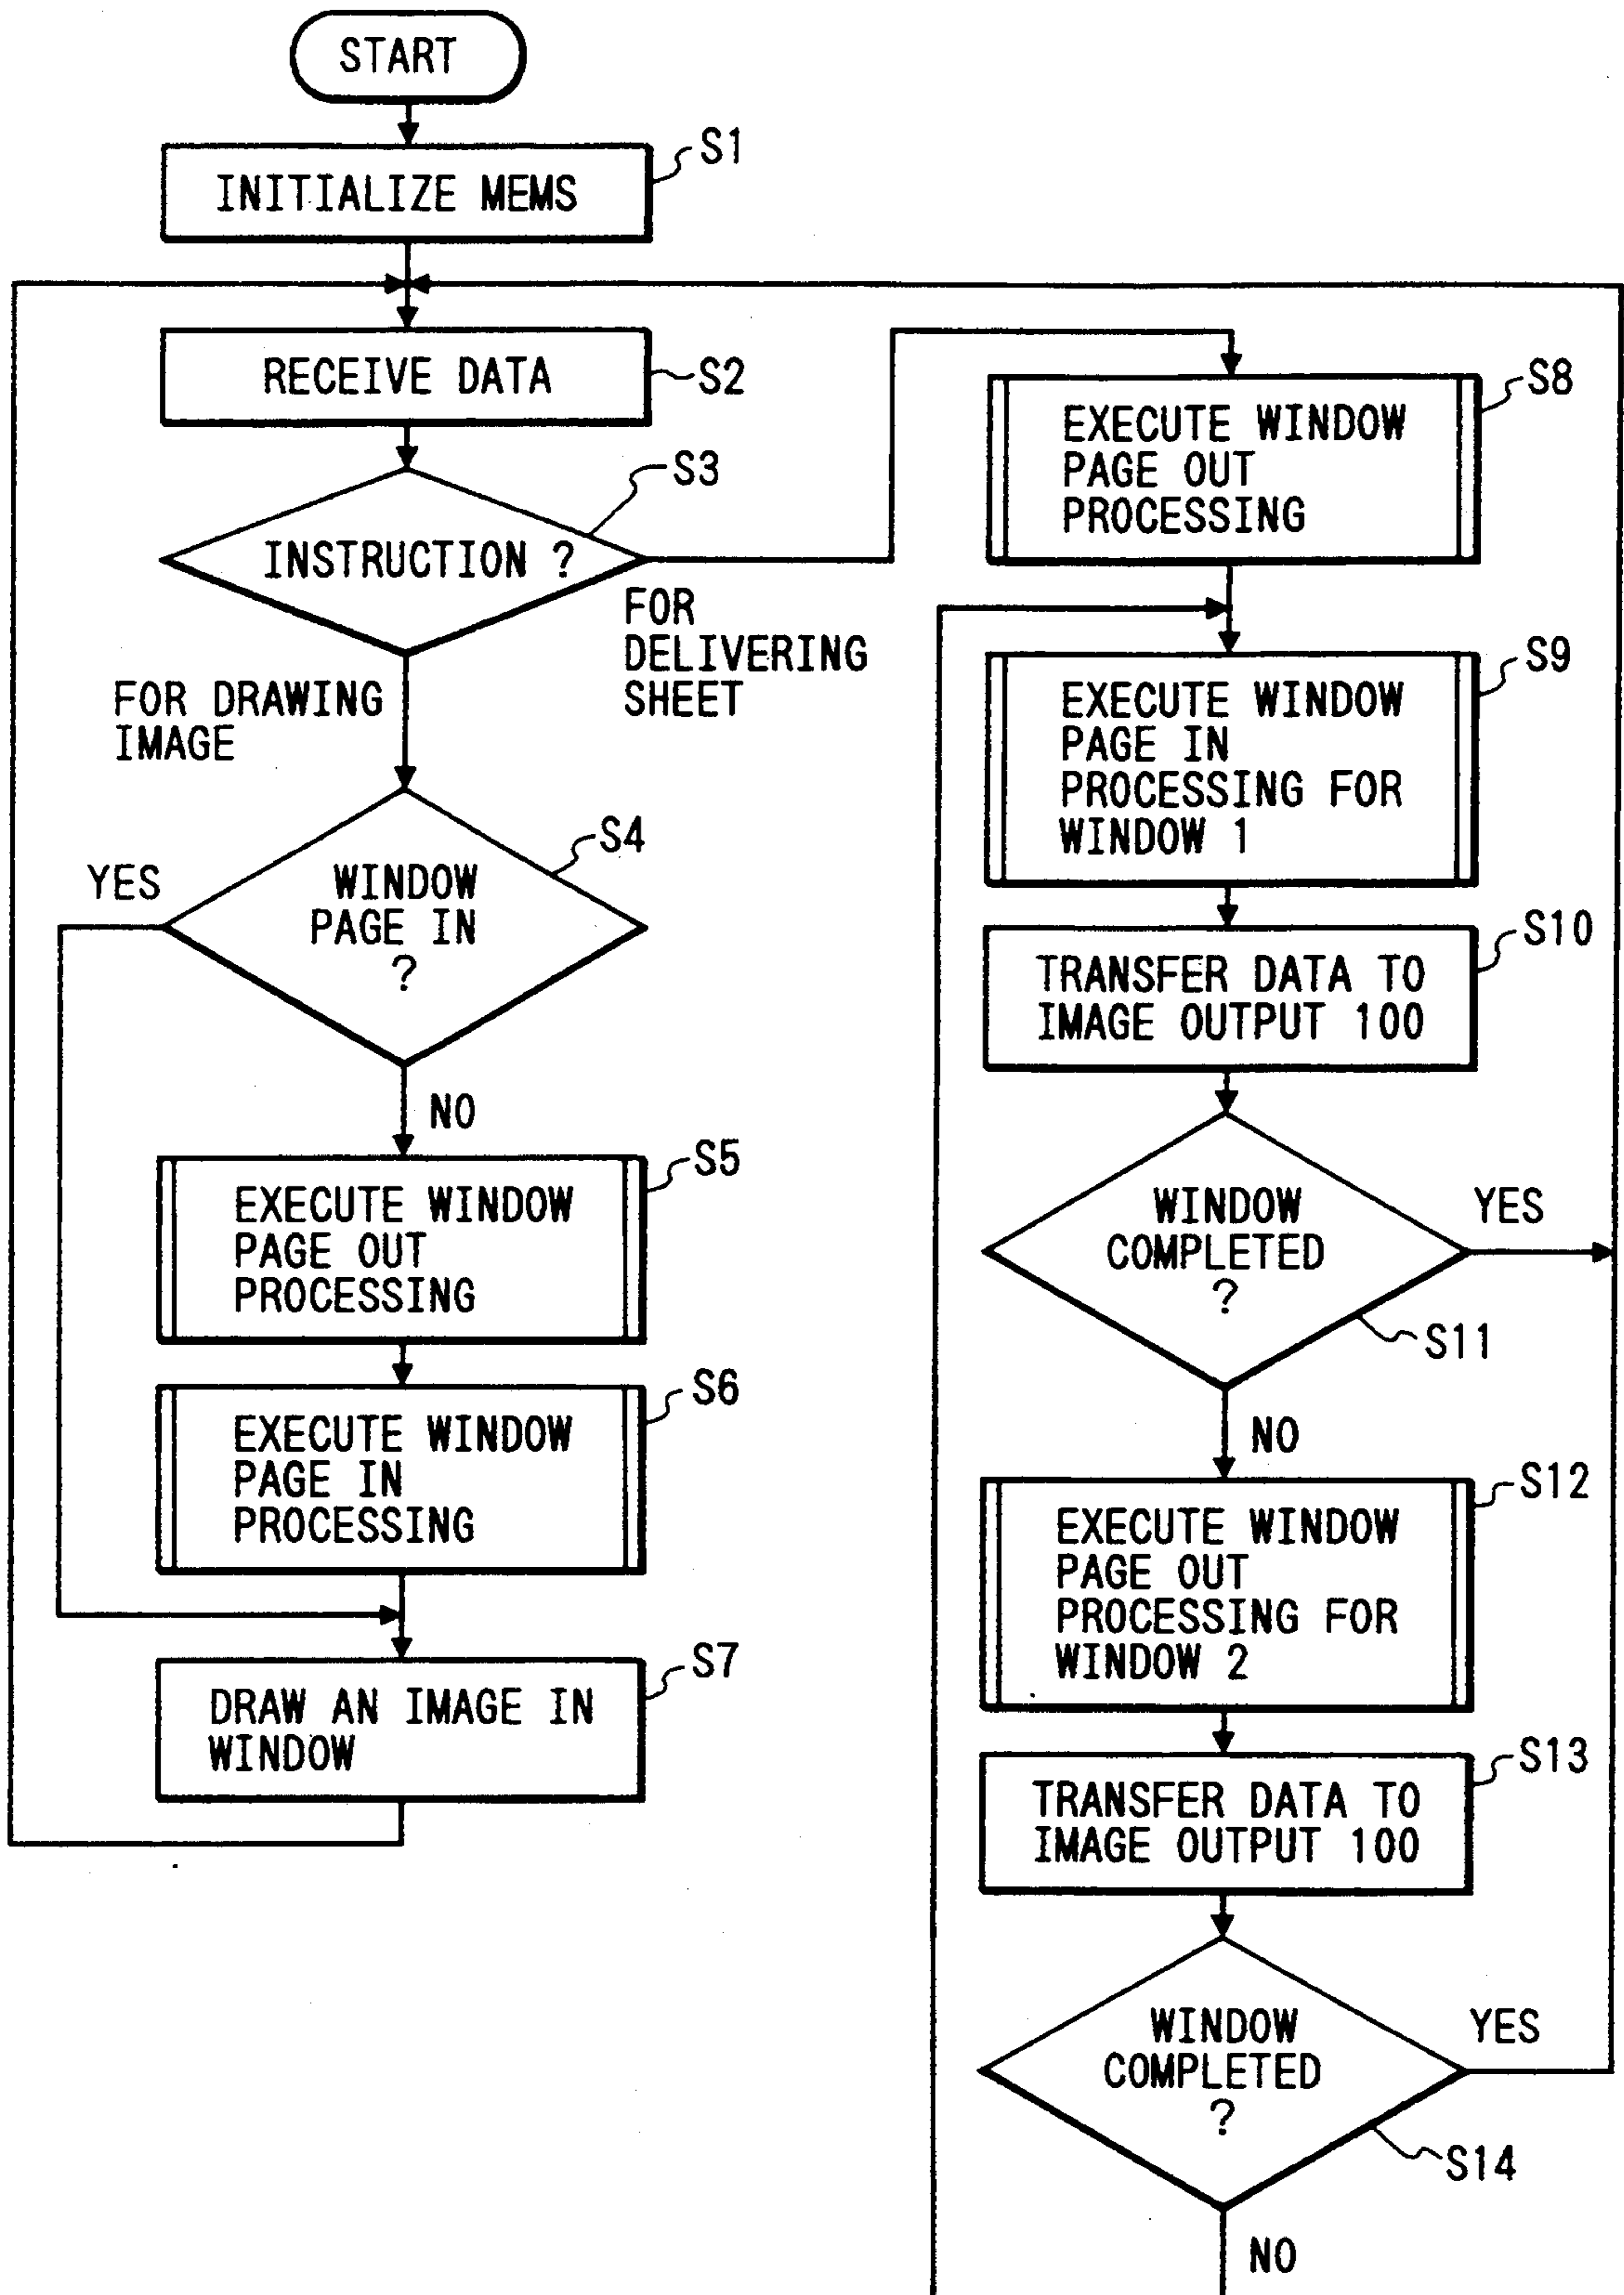 START
INITIALIZE MEMS
S1
RECEIVE DATA
S2
INSTRUCTION ?
S3
FOR DRAWING
IMAGE
FOR
DELIVERING
SHEET
WINDOW
PAGE IN
?
S4
YES
NO
EXECUTE WINDOW
PAGE OUT
PROCESSING
S5
EXECUTE WINDOW
PAGE IN
PROCESSING
S6
DRAW AN IMAGE IN
WINDOW
S7
EXECUTE WINDOW
PAGE OUT
PROCESSING
S8
EXECUTE WINDOW
PAGE IN
PROCESSING FOR
WINDOW 1
S9
TRANSFER DATA TO
IMAGE OUTPUT 100
S10
WINDOW
COMPLETED
?
YES
S11
NO
EXECUTE WINDOW
PAGE OUT
PROCESSING FOR
WINDOW 2
S12
TRANSFER DATA TO
IMAGE OUTPUT 100
S13
WINDOW
COMPLETED
?
YES
S14
NO